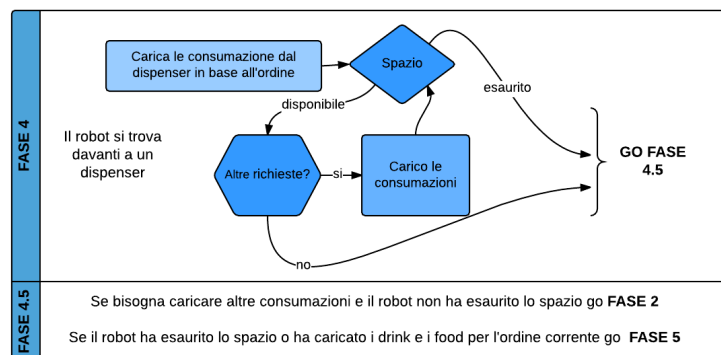 FASE 4
Il robot si trova
davanti a un
dispenser
Carica le consumazione dal
dispenser in base all'ordine
Spazio
esaurito
disponibile
Altre richieste?
si
Carico le
consumazioni
no
GO FASE
4.5
FASE 4.5
Se bisogna caricare altre consumazioni e il robot non ha esaurito lo spazio go FASE 2
Se il robot ha esaurito lo spazio o ha caricato i drink e i food per l'ordine corrente go FASE 5